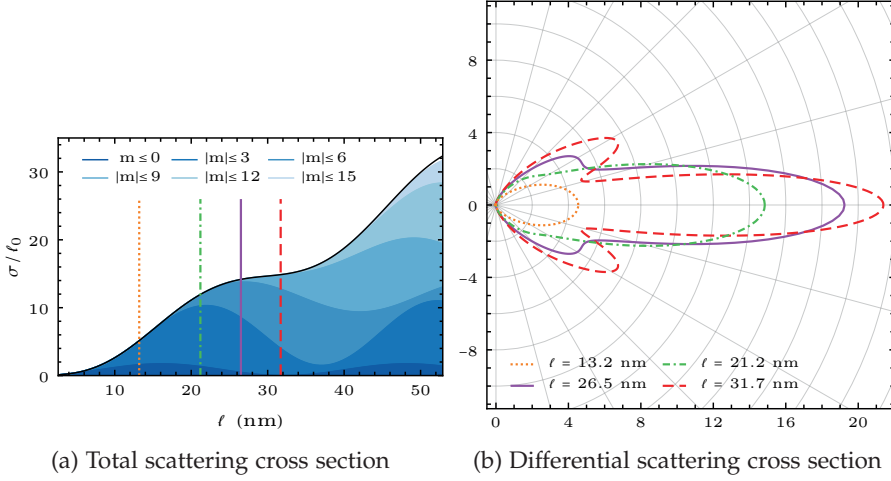 m ≤ 0 |m| ≤ 3 |m| ≤ 6
|m| ≤ 9 |m| ≤ 12 |m| ≤ 15
30
20
10
0
σ/ℓ₀
10 20 30 40 50
ℓ (nm)
(a) Total scattering cross section
8
4
0
−4
−8
ℓ = 13.2 nm ℓ = 21.2 nm
ℓ = 26.5 nm ℓ = 31.7 nm
0 4 8 12 16 20
(b) Differential scattering cross section